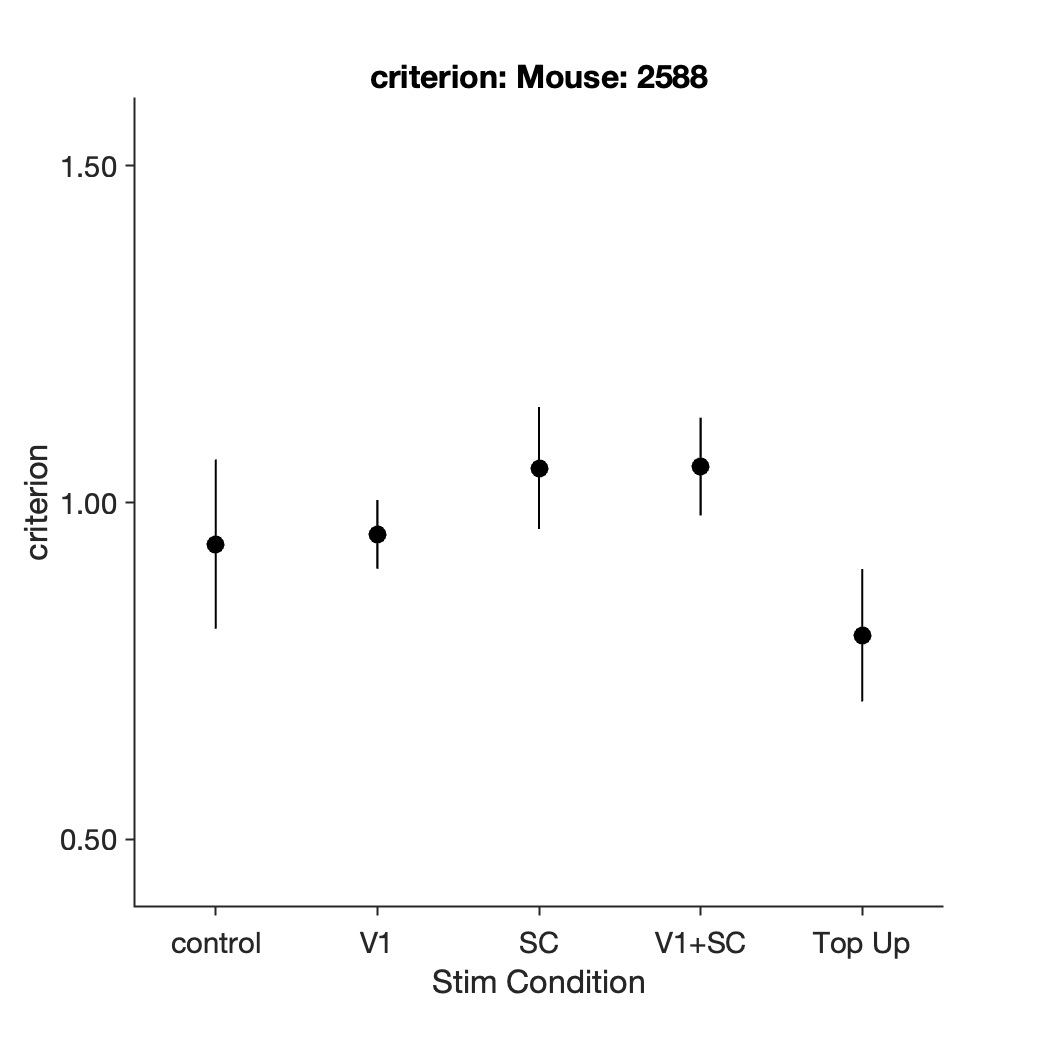 criterion: Mouse: 2588
criterion
1.50
1.00
0.50
control V1 SC V1+SC Top Up
Stim Condition